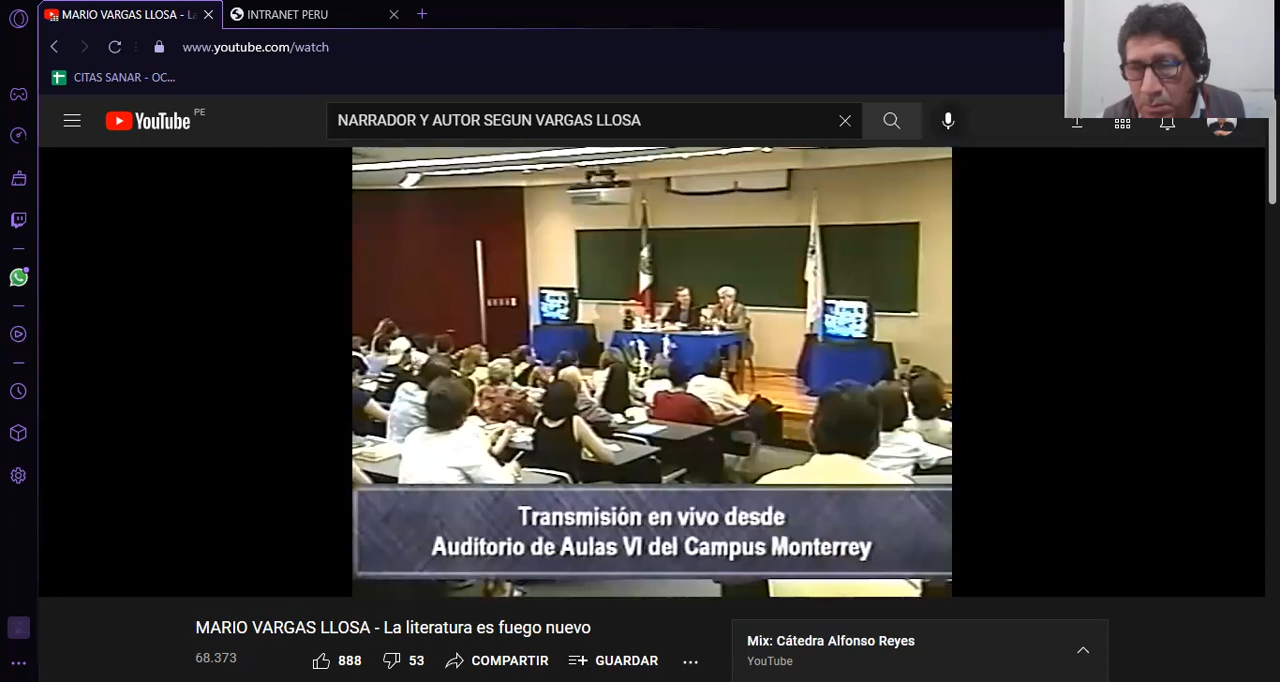 MARIO VARGAS LLOSA - La
INTRANET PERU
www.youtube.com/watch
CITAS SANAR - OC...
YouTube PE
NARRADOR Y AUTOR SEGUN VARGAS LLOSA
Transmisión en vivo desde
Auditorio de Aulas VI del Campus Monterrey
MARIO VARGAS LLOSA - La literatura es fuego nuevo
68.373
888
53
COMPARTIR
GUARDAR
Mix: Cátedra Alfonso Reyes
YouTube